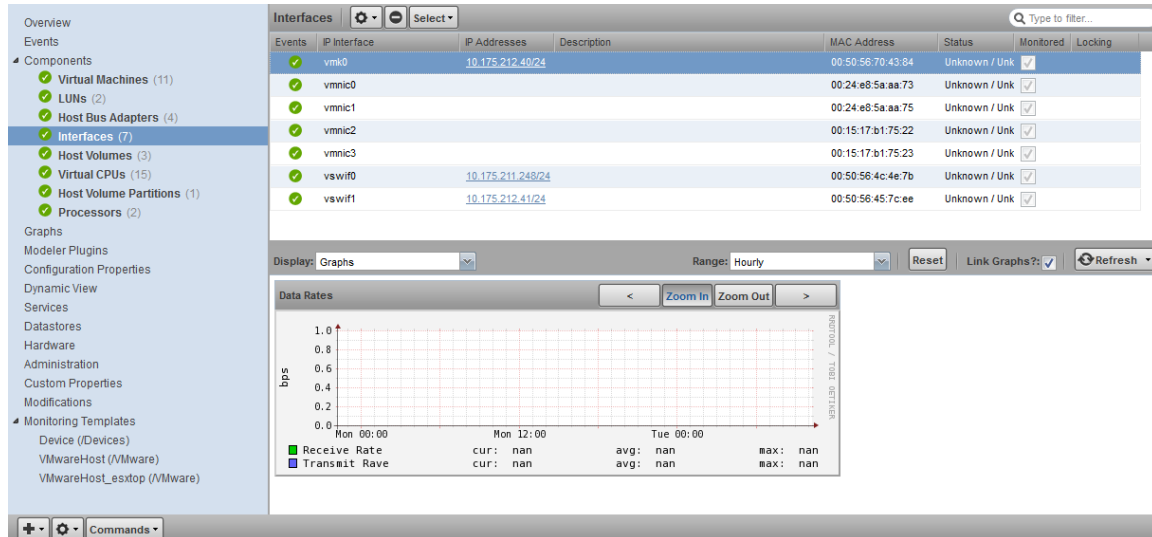 Overview
Events
Components
Virtual Machines (11)
LUNs (2)
Host Bus Adapters (4)
Interfaces (7)
Host Volumes (3)
Virtual CPUs (15)
Host Volume Partitions (1)
Processors (2)
Graphs
Modeler Plugins
Configuration Properties
Dynamic View
Services
Datastores
Hardware
Administration
Custom Properties
Modifications
Monitoring Templates
Device (/Devices)
VMwareHost (/VMware)
VMwareHost_esxtop (/VMware)
Interfaces Select Type to filter...
Events IP Interface IP Addresses Description MAC Address Status Monitored Locking
vmk0 10.175.212.40/24 00:50:56:70:43:84 Unknown / Unk
vmnic0 00:24:e8:5a:aa:73 Unknown / Unk
vmnic1 00:24:e8:5a:aa:75 Unknown / Unk
vmnic2 00:15:17:b1:75:22 Unknown / Unk
vmnic3 00:15:17:b1:75:23 Unknown / Unk
vswif0 10.175.211.248/24 00:50:56:4c:4e:7b Unknown / Unk
vswif1 10.175.212.41/24 00:50:56:45:7c:ee Unknown / Unk
Display: Graphs Range: Hourly Reset Link Graphs?: Refresh
Data Rates < Zoom In Zoom Out >
RRDTOOL / TOBI OETIKER
bps
1.0
0.8
0.6
0.4
0.2
0.0
Mon 00:00 Mon 12:00 Tue 00:00
Receive Rate cur: nan avg: nan max: nan
Transmit Rave cur: nan avg: nan max: nan
Commands